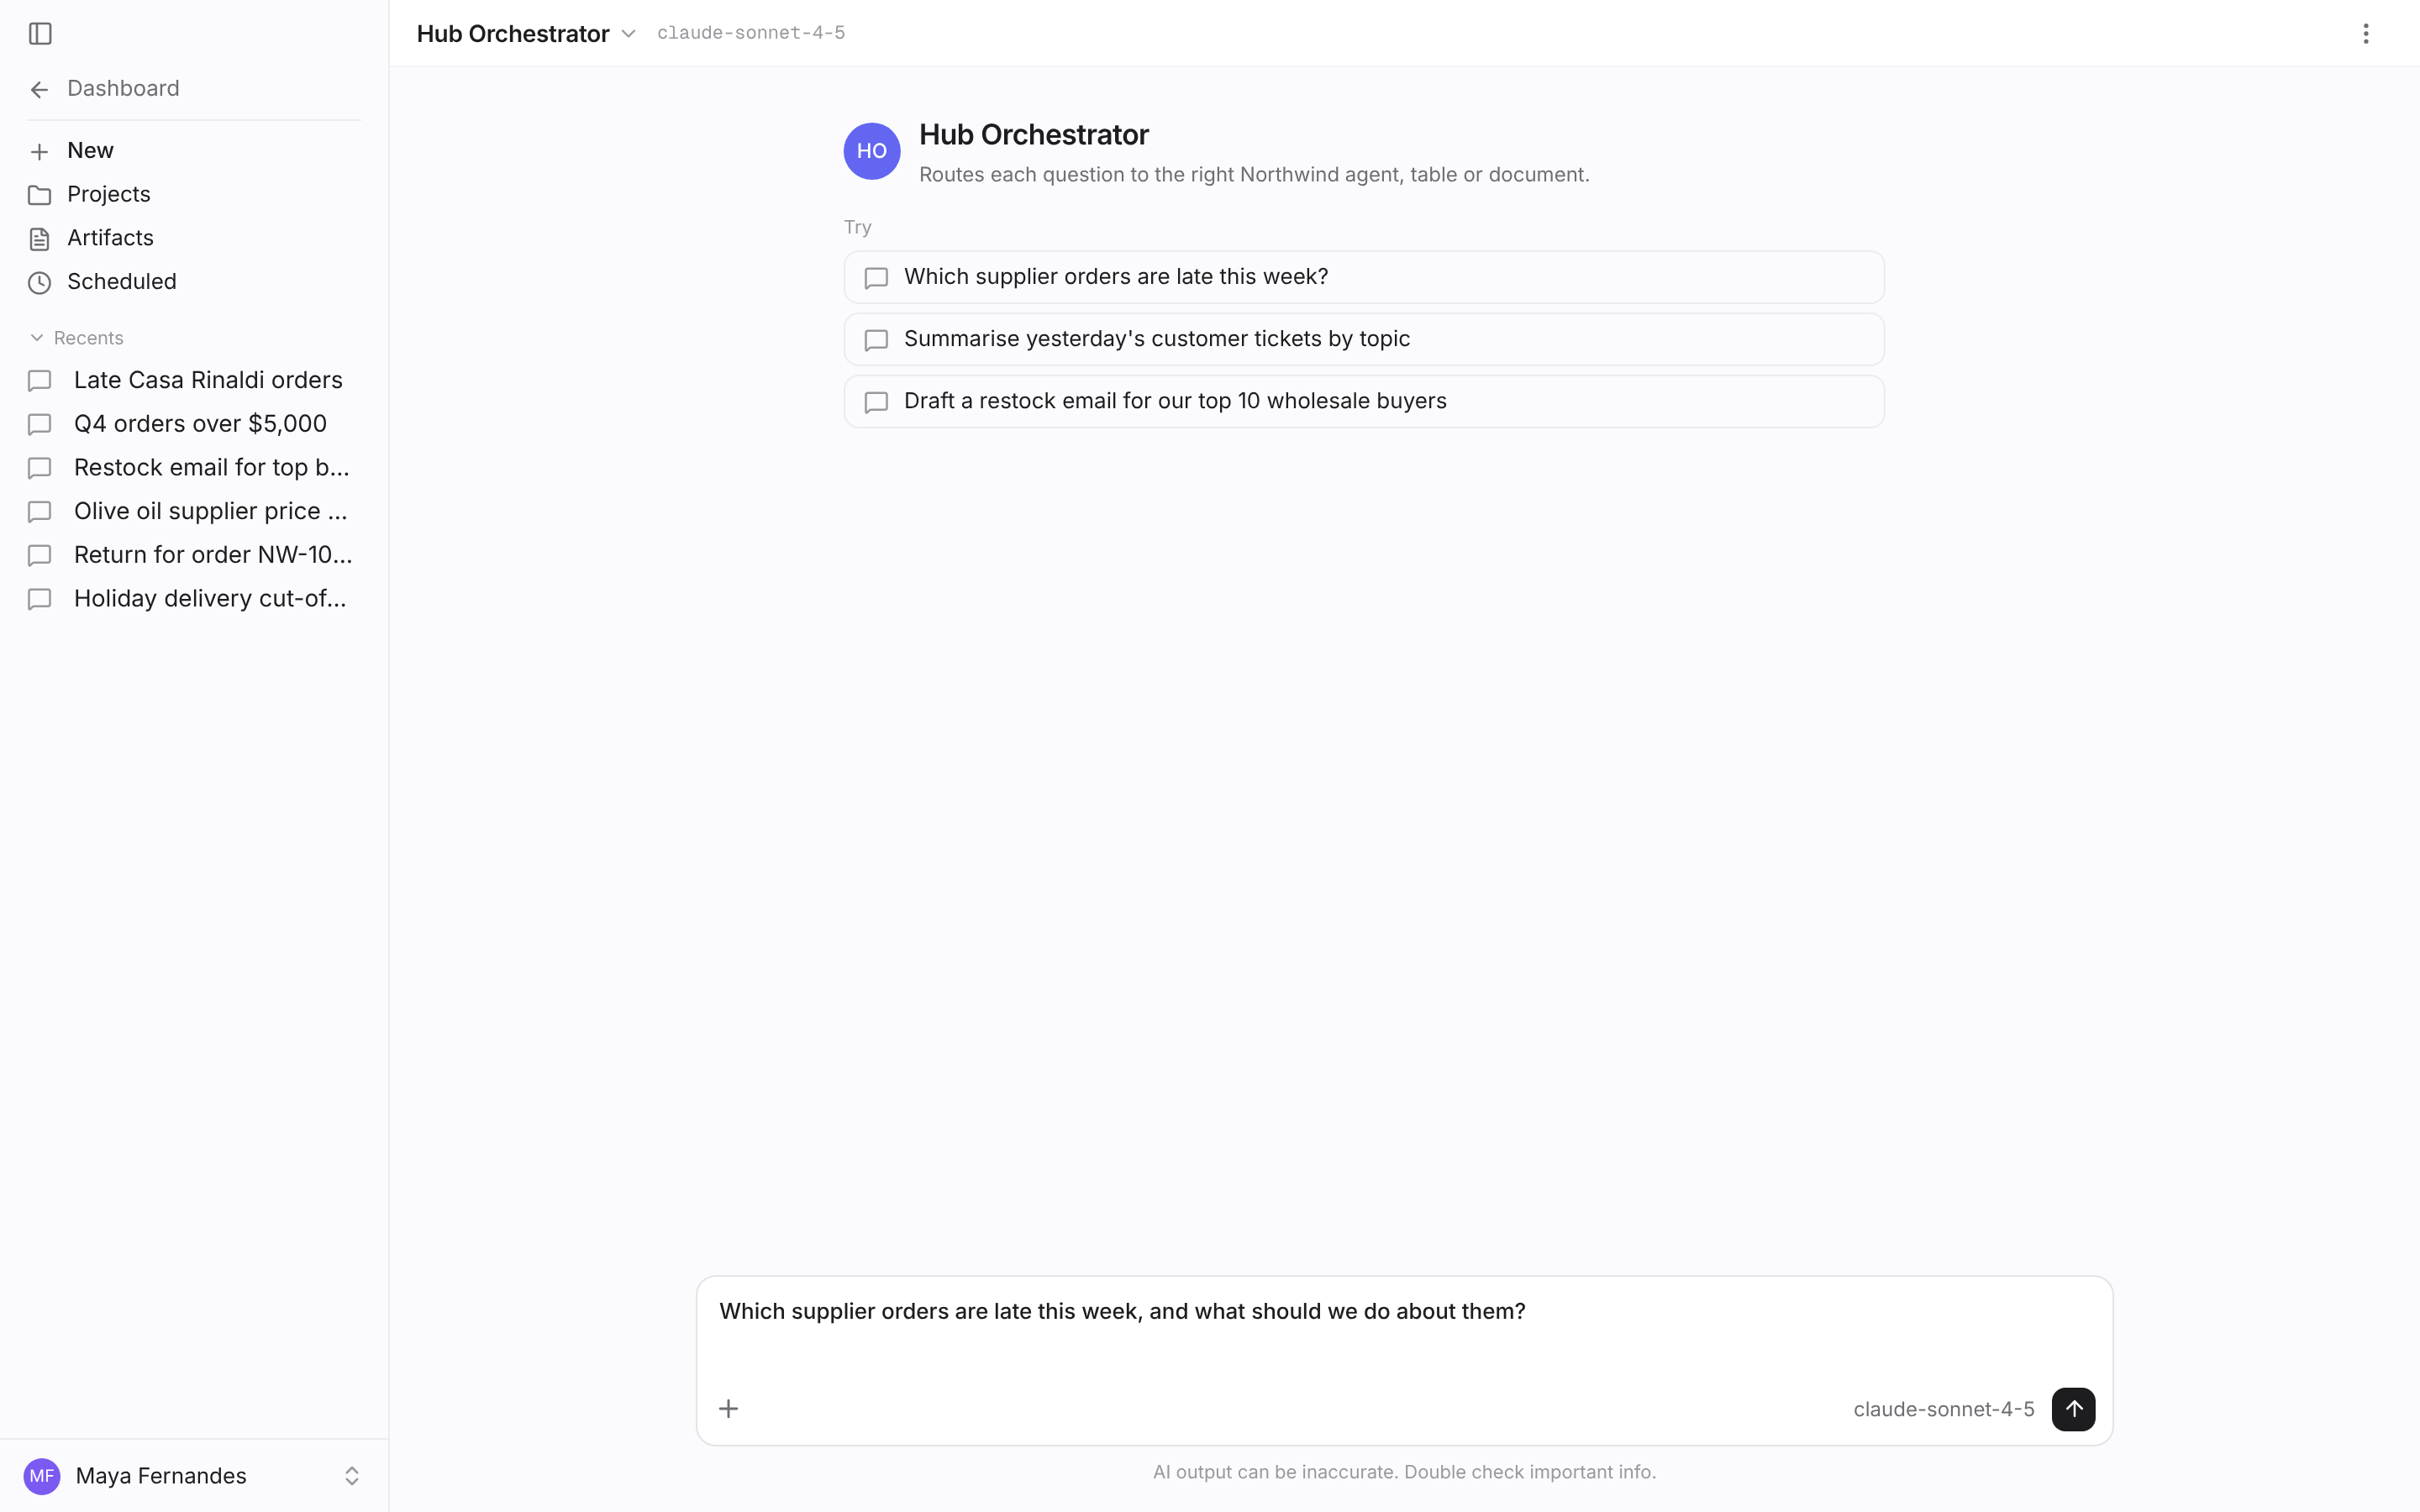 Dashboard
New
Projects
Artifacts
Scheduled
Recents
Late Casa Rinaldi orders
Q4 orders over $5,000
Restock email for top b...
Olive oil supplier price ...
Return for order NW-10...
Holiday delivery cut-of...
MF Maya Fernandes
Hub Orchestrator claude-sonnet-4-5
HO
Hub Orchestrator
Routes each question to the right Northwind agent, table or document.
Try
Which supplier orders are late this week?
Summarise yesterday's customer tickets by topic
Draft a restock email for our top 10 wholesale buyers
Which supplier orders are late this week, and what should we do about them?
claude-sonnet-4-5
AI output can be inaccurate. Double check important info.